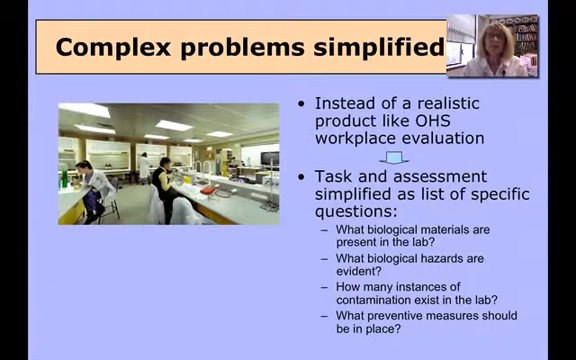 Complex problems simplified
• Instead of a realistic
product like OHS
workplace evaluation
• Task and assessment
simplified as list of specific
questions:
– What biological materials are
present in the lab?
– What biological hazards are
evident?
– How many instances of
contamination exist in the lab?
– What preventive measures should
be in place?